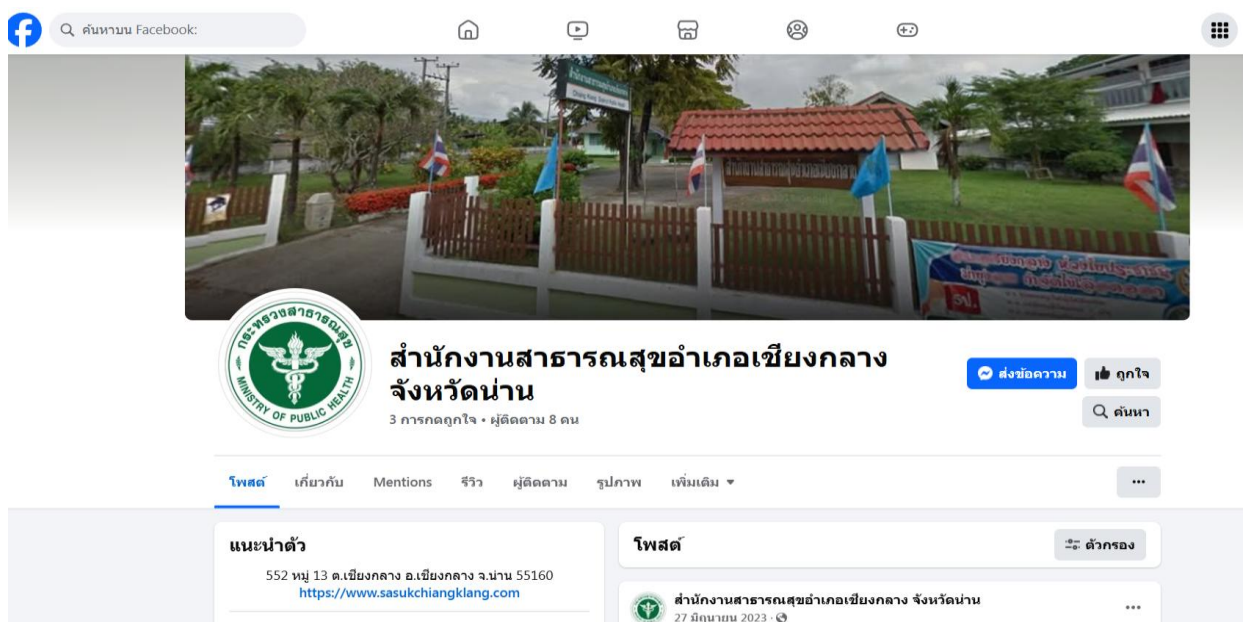 ค้นหาบน Facebook:
กระทรวงสาธารณสุข
MINISTRY OF PUBLIC HEALTH
สำนักงานสาธารณสุขอำเภอเชียงกลาง
จังหวัดน่าน
3 การกดถูกใจ • ผู้ติดตาม 8 คน
ส่งข้อความ
ถูกใจ
ค้นหา
โพสต์ เกี่ยวกับ Mentions รีวิว ผู้ติดตาม รูปภาพ เพิ่มเติม
แนะนำตัว
552 หมู่ 13 ต.เชียงกลาง อ.เชียงกลาง จ.น่าน 55160
https://www.sasukchiangklang.com
โพสต์
ตัวกรอง
สำนักงานสาธารณสุขอำเภอเชียงกลาง จังหวัดน่าน
27 มิถุนายน 2023